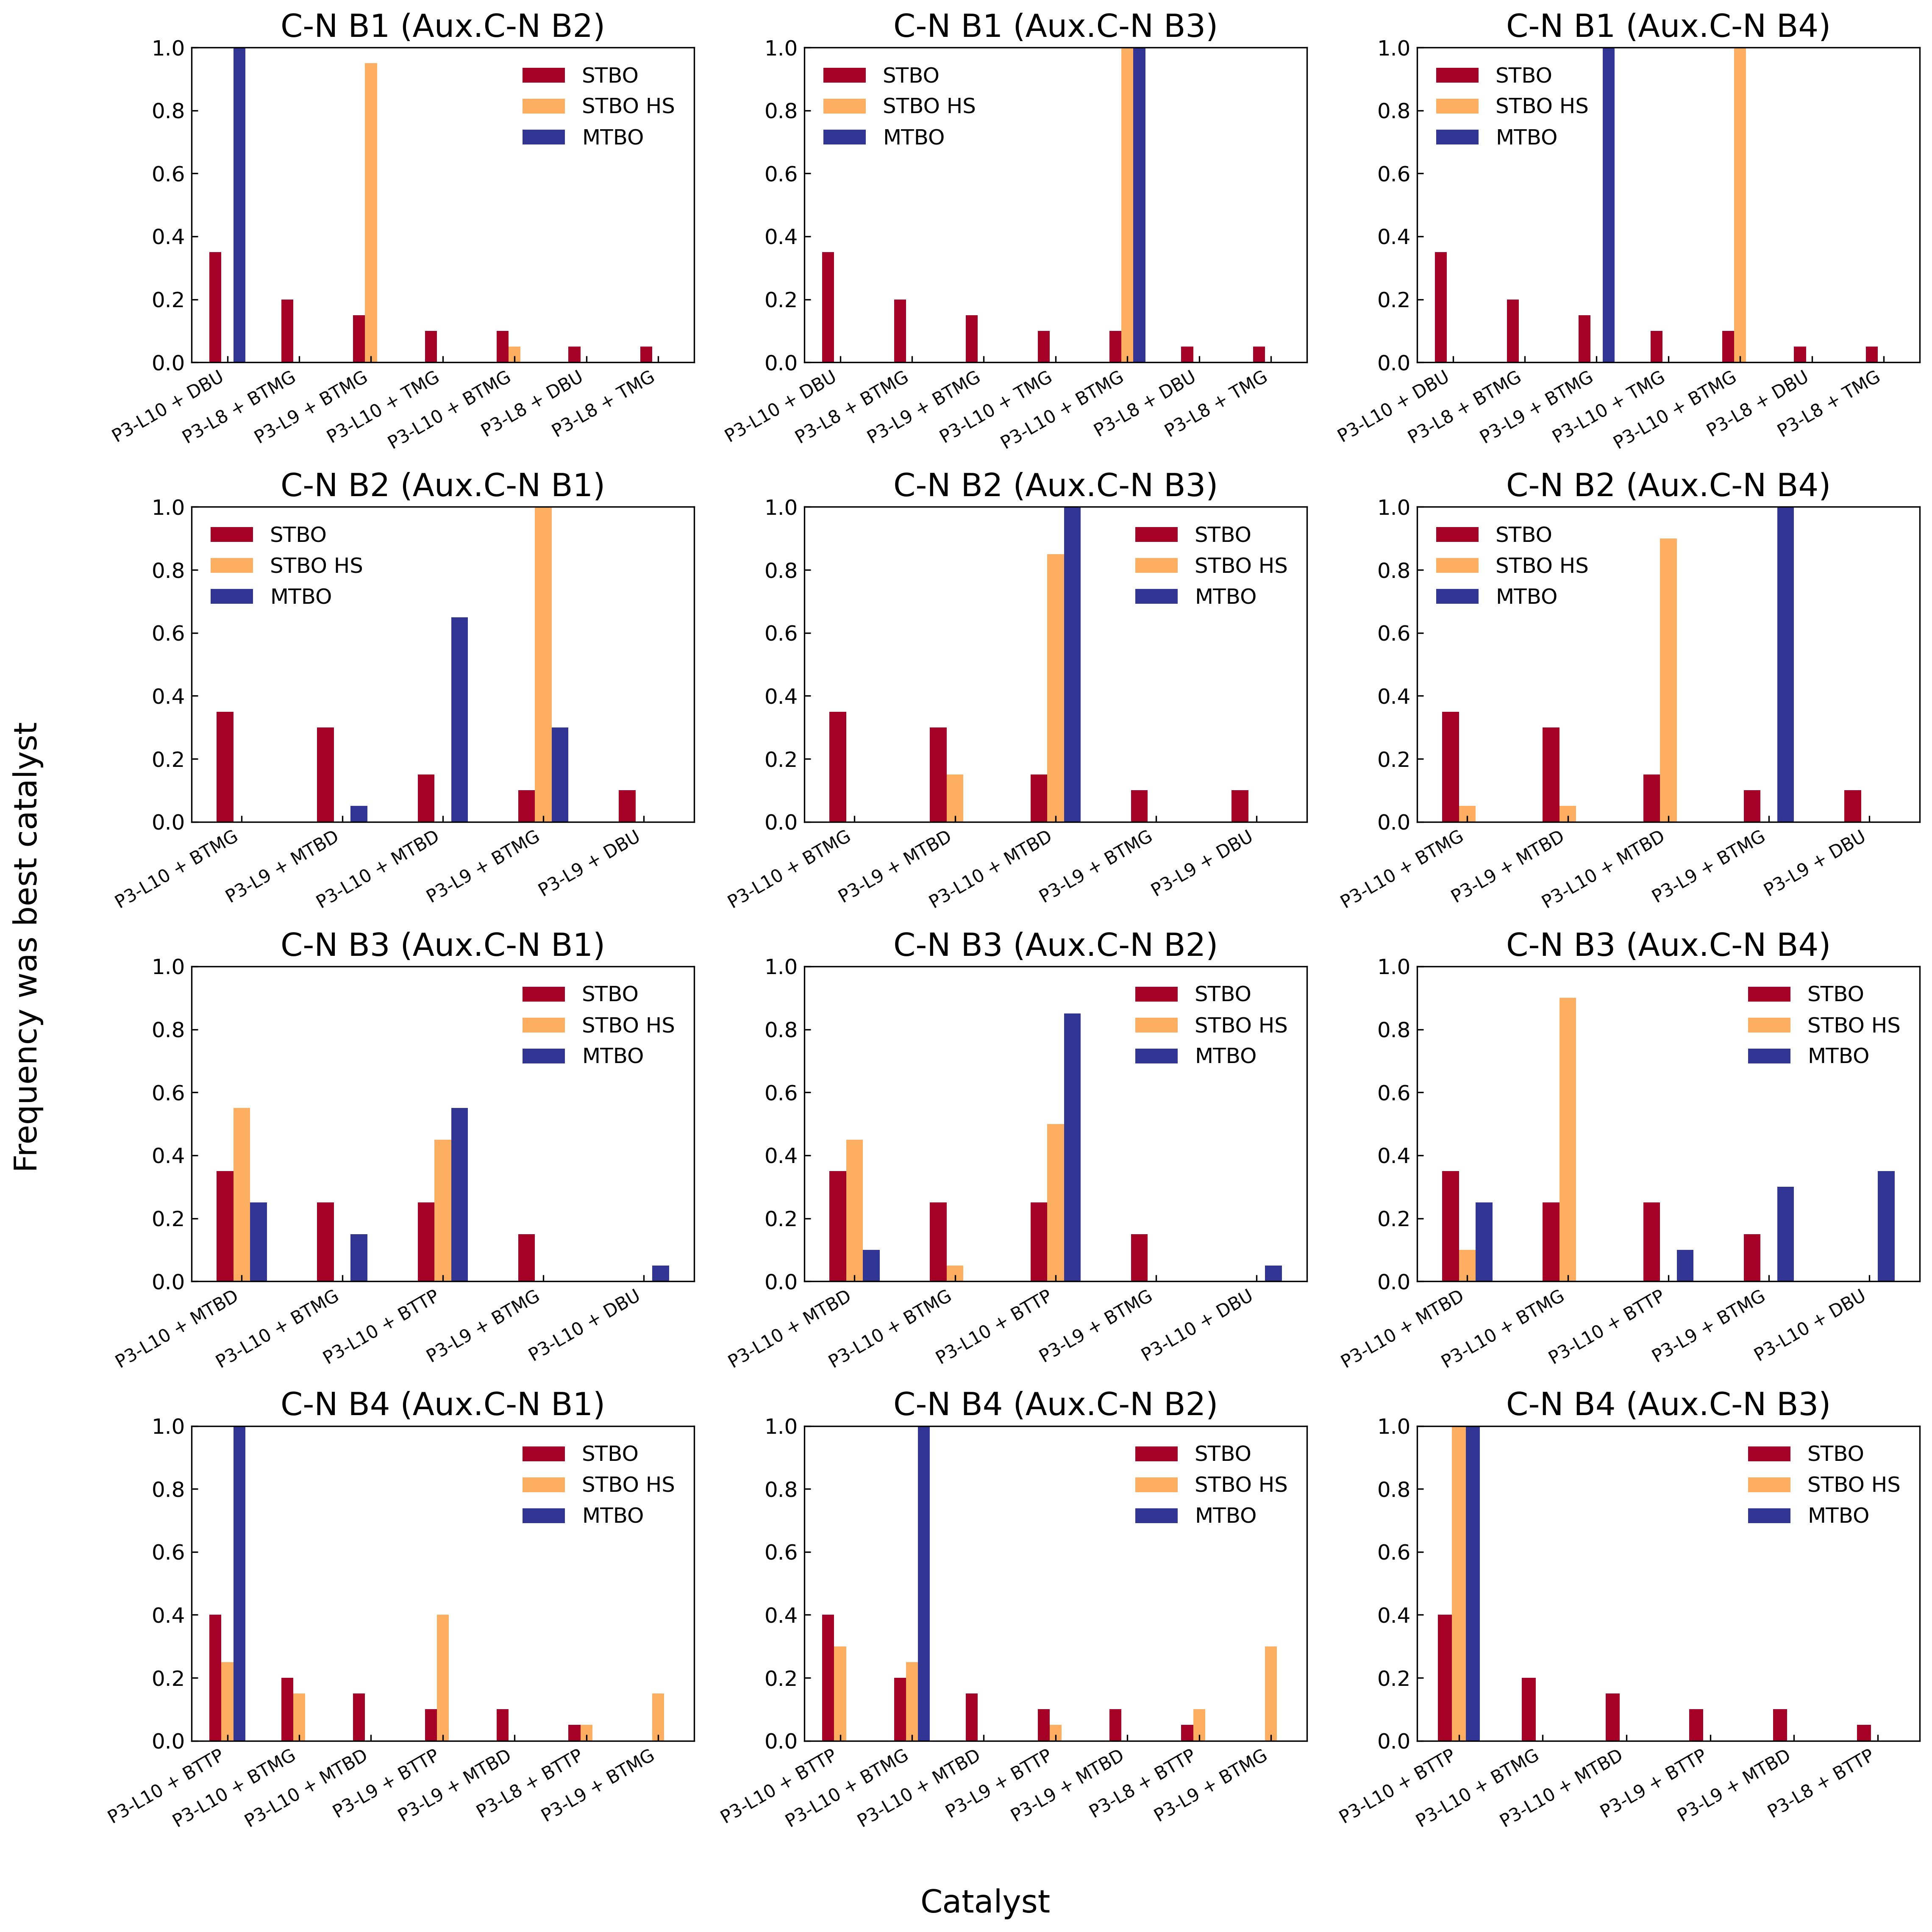 C-N B1 (Aux.C-N B2)
1.0
0.8
0.6
0.4
0.2
0.0
STBO
STBO HS
MTBO
P3-L10 + DBU
P3-L8 + BTMG
P3-L9 + BTMG
P3-L10 + TMG
P3-L10 + BTMG
P3-L8 + DBU
P3-L8 + TMG
C-N B1 (Aux.C-N B3)
1.0
0.8
0.6
0.4
0.2
0.0
STBO
STBO HS
MTBO
P3-L10 + DBU
P3-L8 + BTMG
P3-L9 + BTMG
P3-L10 + TMG
P3-L10 + BTMG
P3-L8 + DBU
P3-L8 + TMG
C-N B1 (Aux.C-N B4)
1.0
0.8
0.6
0.4
0.2
0.0
STBO
STBO HS
MTBO
P3-L10 + DBU
P3-L8 + BTMG
P3-L9 + BTMG
P3-L10 + TMG
P3-L10 + BTMG
P3-L8 + DBU
P3-L8 + TMG
C-N B2 (Aux.C-N B1)
1.0
0.8
0.6
0.4
0.2
0.0
STBO
STBO HS
MTBO
P3-L10 + BTMG
P3-L9 + MTBD
P3-L10 + MTBD
P3-L9 + BTMG
P3-L9 + DBU
C-N B2 (Aux.C-N B3)
1.0
0.8
0.6
0.4
0.2
0.0
STBO
STBO HS
MTBO
P3-L10 + BTMG
P3-L9 + MTBD
P3-L10 + MTBD
P3-L9 + BTMG
P3-L9 + DBU
C-N B2 (Aux.C-N B4)
1.0
0.8
0.6
0.4
0.2
0.0
STBO
STBO HS
MTBO
P3-L10 + BTMG
P3-L9 + MTBD
P3-L10 + MTBD
P3-L9 + BTMG
P3-L9 + DBU
Frequency was best catalyst
C-N B3 (Aux.C-N B1)
1.0
0.8
0.6
0.4
0.2
0.0
STBO
STBO HS
MTBO
P3-L10 + MTBD
P3-L10 + BTMG
P3-L10 + BTTP
P3-L9 + BTMG
P3-L10 + DBU
C-N B3 (Aux.C-N B2)
1.0
0.8
0.6
0.4
0.2
0.0
STBO
STBO HS
MTBO
P3-L10 + MTBD
P3-L10 + BTMG
P3-L10 + BTTP
P3-L9 + BTMG
P3-L10 + DBU
C-N B3 (Aux.C-N B4)
1.0
0.8
0.6
0.4
0.2
0.0
STBO
STBO HS
MTBO
P3-L10 + MTBD
P3-L10 + BTMG
P3-L10 + BTTP
P3-L9 + BTMG
P3-L10 + DBU
C-N B4 (Aux.C-N B1)
1.0
0.8
0.6
0.4
0.2
0.0
STBO
STBO HS
MTBO
P3-L10 + BTTP
P3-L10 + BTMG
P3-L10 + MTBD
P3-L9 + BTTP
P3-L9 + MTBD
P3-L8 + BTTP
P3-L9 + BTMG
C-N B4 (Aux.C-N B2)
1.0
0.8
0.6
0.4
0.2
0.0
STBO
STBO HS
MTBO
P3-L10 + BTTP
P3-L10 + BTMG
P3-L10 + MTBD
P3-L9 + BTTP
P3-L9 + MTBD
P3-L8 + BTTP
P3-L9 + BTMG
C-N B4 (Aux.C-N B3)
1.0
0.8
0.6
0.4
0.2
0.0
STBO
STBO HS
MTBO
P3-L10 + BTTP
P3-L10 + BTMG
P3-L10 + MTBD
P3-L9 + BTTP
P3-L9 + MTBD
P3-L8 + BTTP
Catalyst